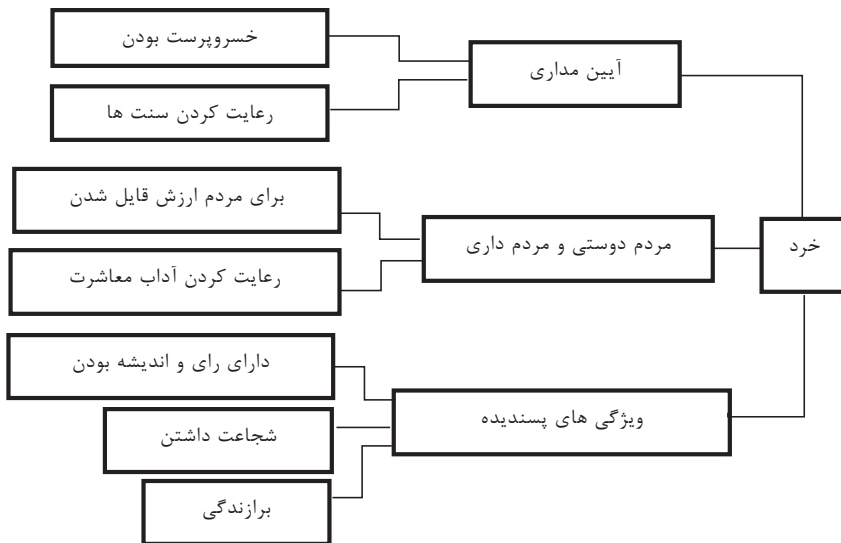 خرد
آیین مداری
خسروپرست بودن
رعایت کردن سنت ها
مردم دوستی و مردم داری
برای مردم ارزش قایل شدن
رعایت کردن آداب معاشرت
ویژگی های پسندیده
دارای رای و اندیشه بودن
شجاعت داشتن
برازندگی